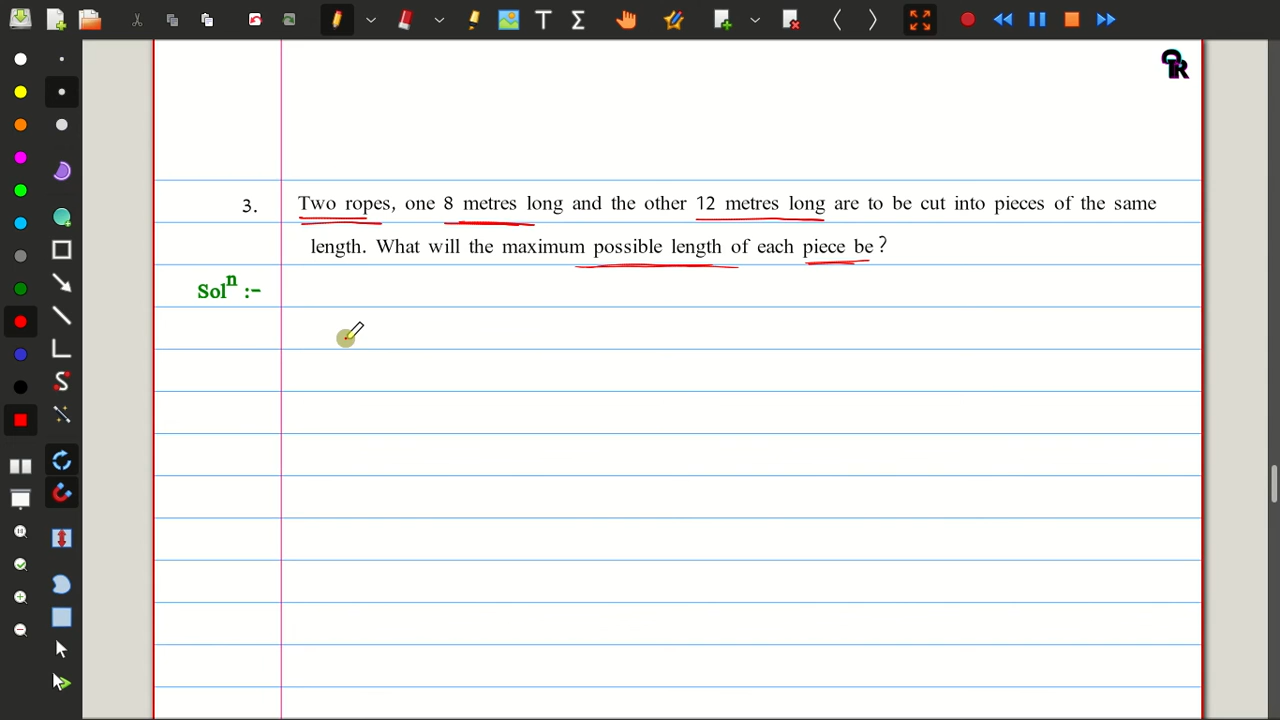 3. Two ropes, one 8 metres long and the other 12 metres long are to be cut into pieces of the same
length. What will the maximum possible length of each piece be?
Solⁿ :-